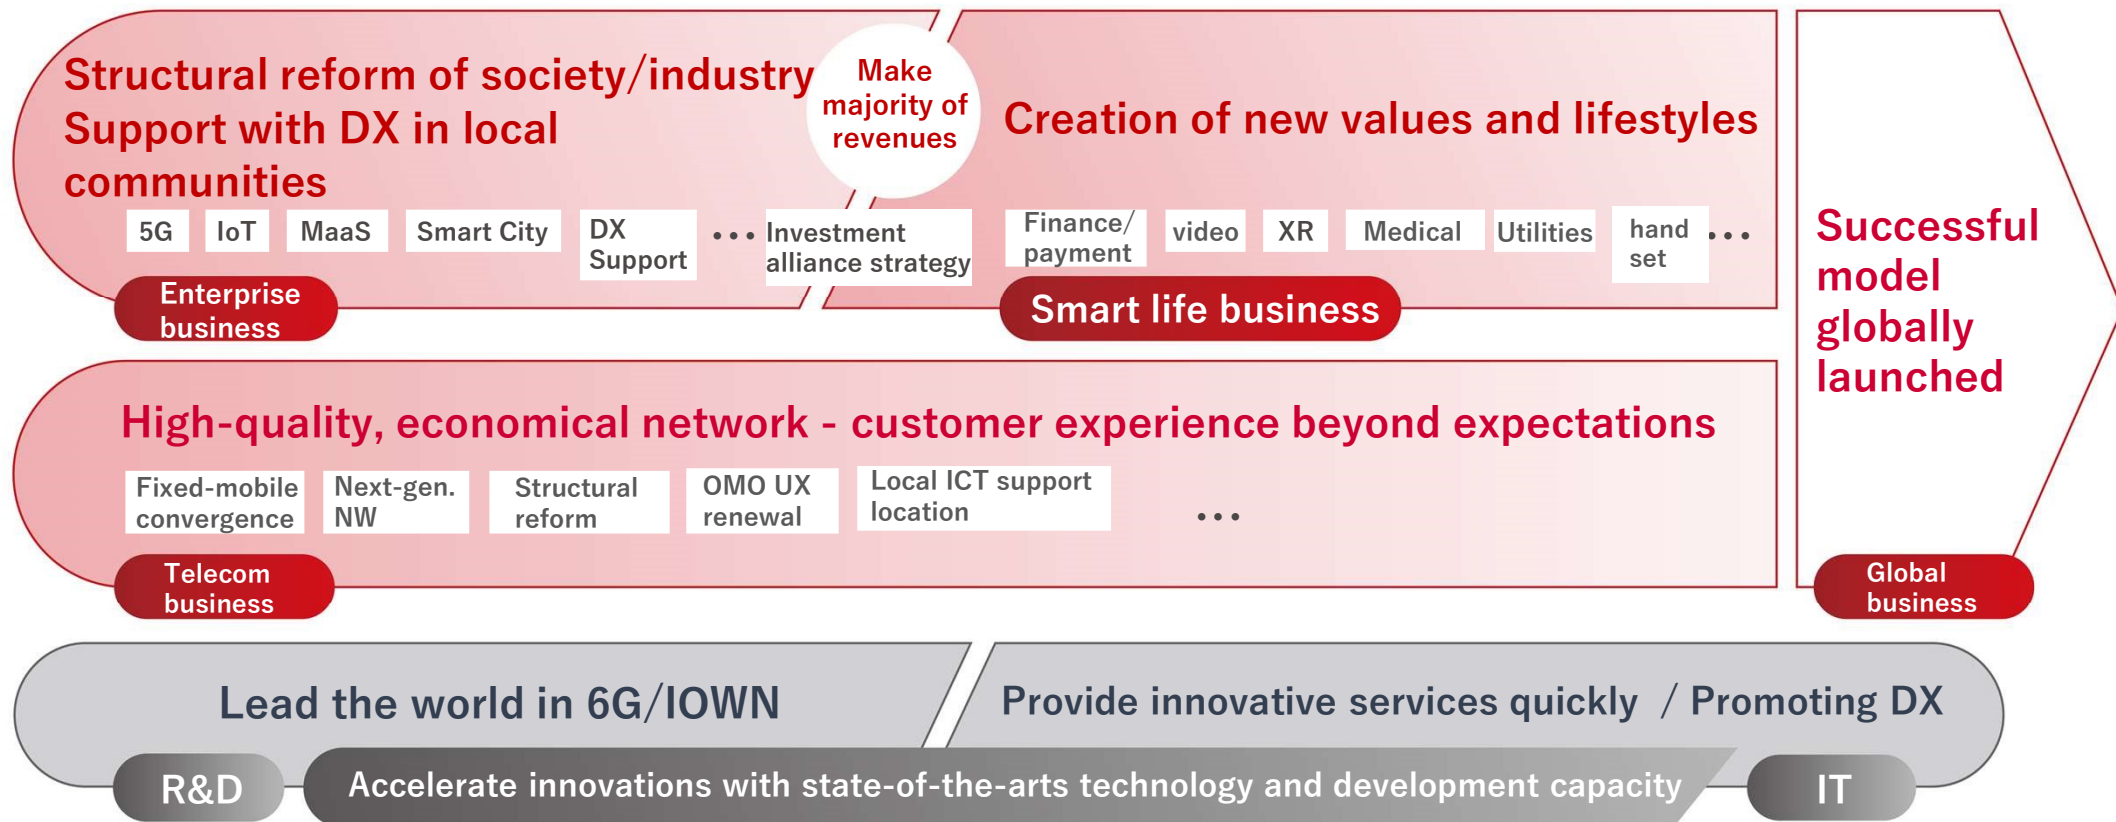 Structural reform of society/industry
Support with DX in local
communities
5G
IoT
MaaS
Smart City
DX
Support
•••
Investment
alliance strategy
Enterprise
business
Make
majority of
revenues
Creation of new values and lifestyles
Finance/
payment
video
XR
Medical
Utilities
hand
set
•••
Smart life business
High-quality, economical network - customer experience beyond expectations
Fixed-mobile
convergence
Next-gen.
NW
Structural
reform
OMO UX
renewal
Local ICT support
location
•••
Telecom
business
Successful
model
globally
launched
Global
business
Lead the world in 6G/IOWN
Provide innovative services quickly / Promoting DX
R&D
Accelerate innovations with state-of-the-arts technology and development capacity
IT